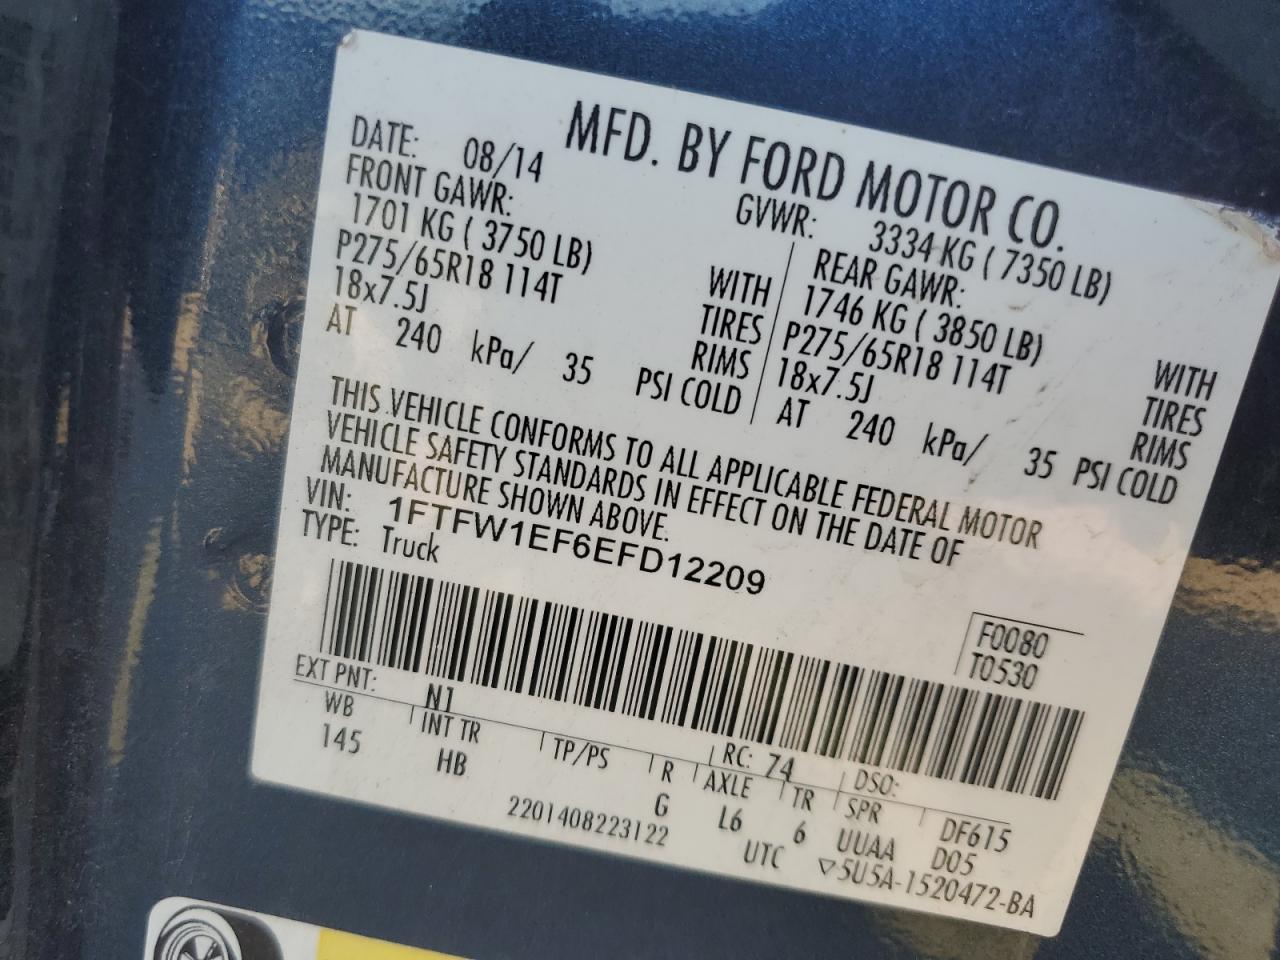 MFD. BY FORD MOTOR CO.
DATE: 08/14 GVWR: 3334 KG ( 7350 LB)
FRONT GAWR: REAR GAWR:
1701 KG ( 3750 LB) WITH 1746 KG ( 3850 LB) WITH
P275/65R18 114T TIRES P275/65R18 114T TIRES
18x7.5J RIMS 18x7.5J RIMS
AT 240 kPa/ 35 PSI COLD AT 240 kPa/ 35 PSI COLD
THIS VEHICLE CONFORMS TO ALL APPLICABLE FEDERAL MOTOR
VEHICLE SAFETY STANDARDS IN EFFECT ON THE DATE OF
MANUFACTURE SHOWN ABOVE.
VIN: 1FTFW1EF6EFD12209
TYPE: Truck
F0080
T0530
EXT PNT: N1 RC: 74 DSO:
WB INT TR TP/PS R AXLE TR SPR DF615
145 HB G L6 6 UUAA D05
2201408223122 UTC ▽5U5A-1520472-BA